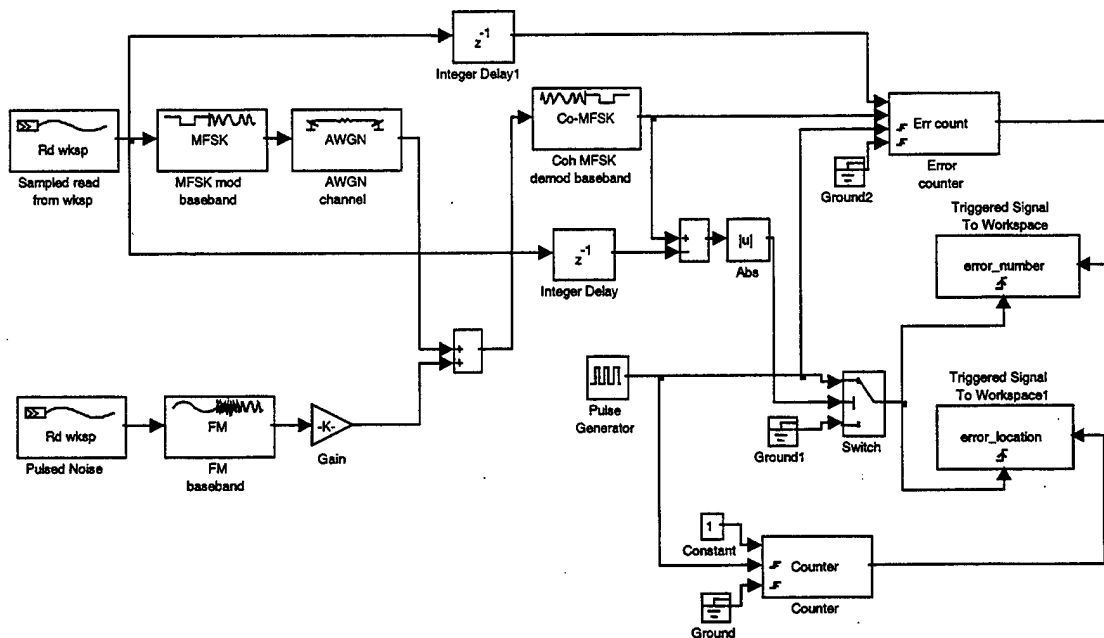 z-1
Integer Delay1
Rd wksp
Sampled read
from wksp
MFSK
MFSK mod
baseband
AWGN
AWGN
channel
Co-MFSK
Coh MFSK
demod baseband
Err count
Error
counter
Ground2
z-1
Integer Delay
+
−
|u|
Abs
Triggered Signal
To Workspace
error_number
+
+
Pulse
Generator
Ground1
Switch
Triggered Signal
To Workspace1
error_location
Rd wksp
Pulsed Noise
FM
FM
baseband
-K-
Gain
1
Constant
Counter
Counter
Ground